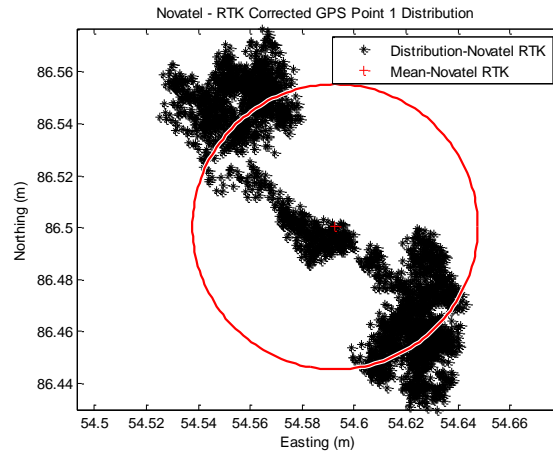 Novatel - RTK Corrected GPS Point 1 Distribution
Distribution-Novatel RTK
Mean-Novatel RTK
86.56
86.54
86.52
86.5
86.48
86.46
86.44
Northing (m)
54.5 54.52 54.54 54.56 54.58 54.6 54.62 54.64 54.66
Easting (m)